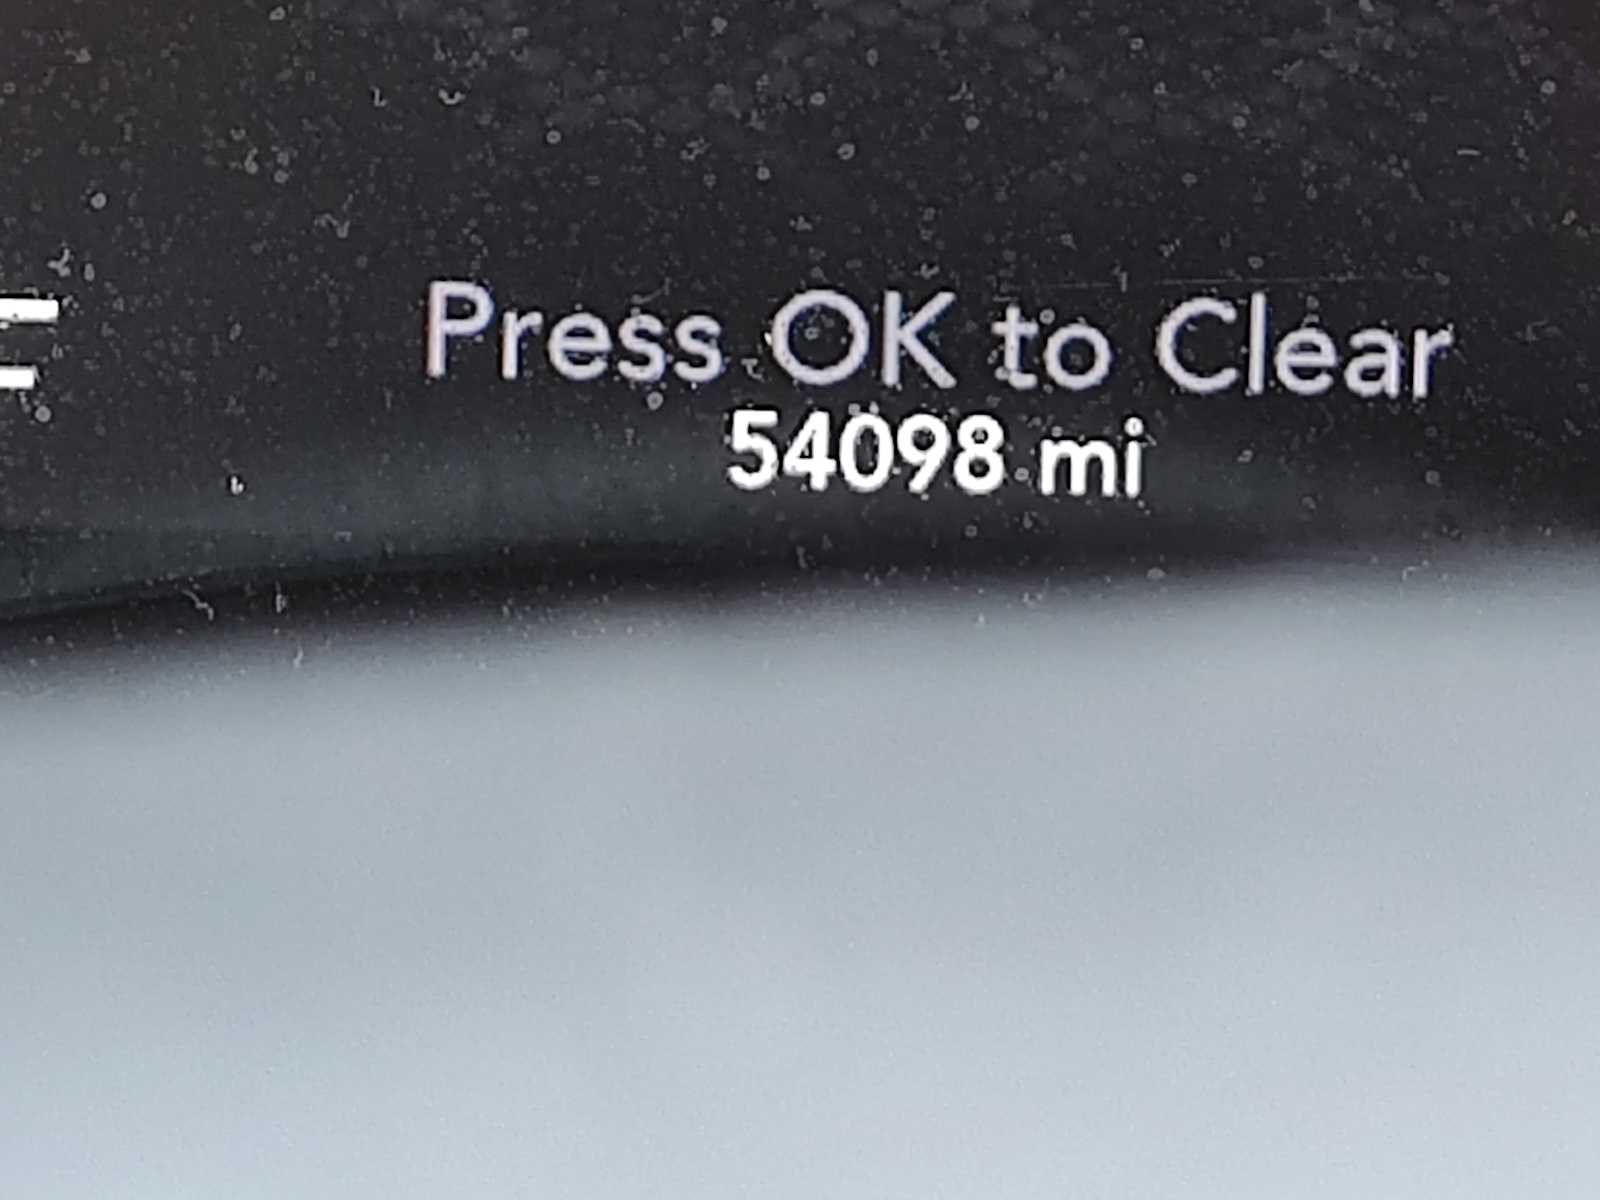 Press OK to Clear
54098 mi